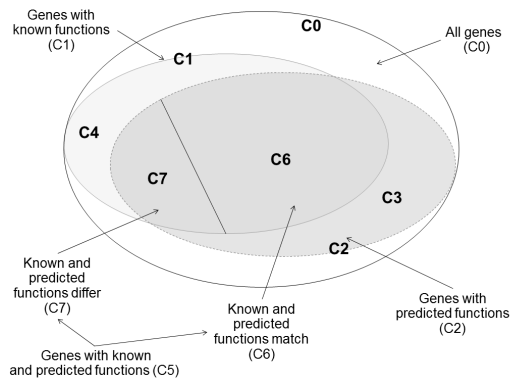 Genes with
known functions
(C1)
C0
All genes
(C0)
C1
C4
C6
C7
C3
C2
Known and
predicted
functions differ
(C7)
Known and
predicted
functions match
(C6)
Genes with
predicted functions
(C2)
Genes with known
and predicted functions (C5)